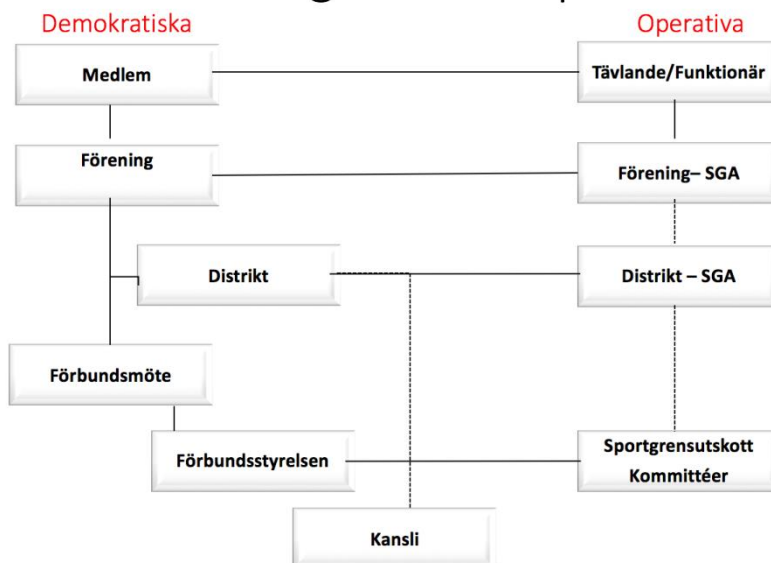 Demokratiska
Operativa
Medlem
Tävlande/Funktionär
Förening
Förening– SGA
Distrikt
Distrikt – SGA
Förbundsmöte
Förbundsstyrelsen
Sportgrensutskott
Kommittéer
Kansli